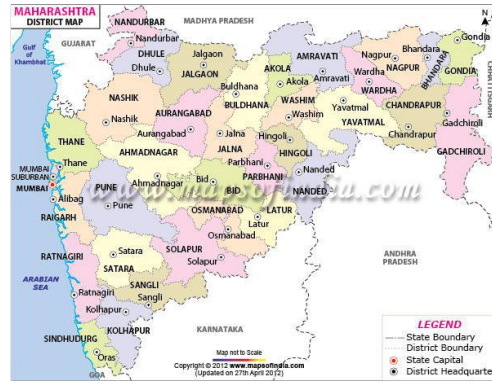 MAHARASHTRA
DISTRICT MAP
NANDURBAR
MADHYA PRADESH
N
Gulf
of
Khambhat
GUJARAT
Nandurbar
DHULE
Dhule
Jalgaon
JALGAON
AKOLA
Akola
AMRAVATI
Amravati
Nagpur
NAGPUR
Bhandara
BHANDARA
Gondia
GONDIA
Wardha
WARDHA
NASHIK
Nashik
AURANGABAD
Aurangabad
Buldhana
BULDHANA
WASHIM
Washim
Yavatmal
YAVATMAL
CHANDRAPUR
Chandrapur
Gadchiroli
GADCHIROLI
THANE
Thane
AHMADNAGAR
Ahmadnagar
Jalna
JALNA
Hingoli
HINGOLI
Parbhani
PARBHANI
Nanded
NANDED
MUMBAI
SUBURBAN
MUMBAI
Alibag
RAIGARH
PUNE
Pune
Bid
BID
www.mapsofindia.com
OSMANABAD
Osmanabad
LATUR
Latur
RATNAGIRI
Ratnagiri
Satara
SATARA
SOLAPUR
Solapur
ANDHRA
PRADESH
ARABIAN
SEA
SANGLI
Sangli
Kolhapur
KOLHAPUR
KARNATAKA
SINDHUDURG
Oras
GOA
Map not to Scale
Copyright © 2012 www.mapsofindia.com
(Updated on 27th April 2012)
LEGEND
State Boundary
District Boundary
State Capital
District Headquarte